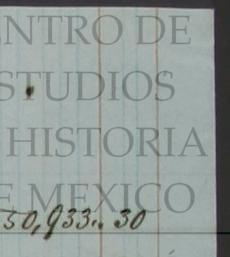 NTRO DE
STUDIOS
HISTORIA
E MEXICO
50,933.. 30